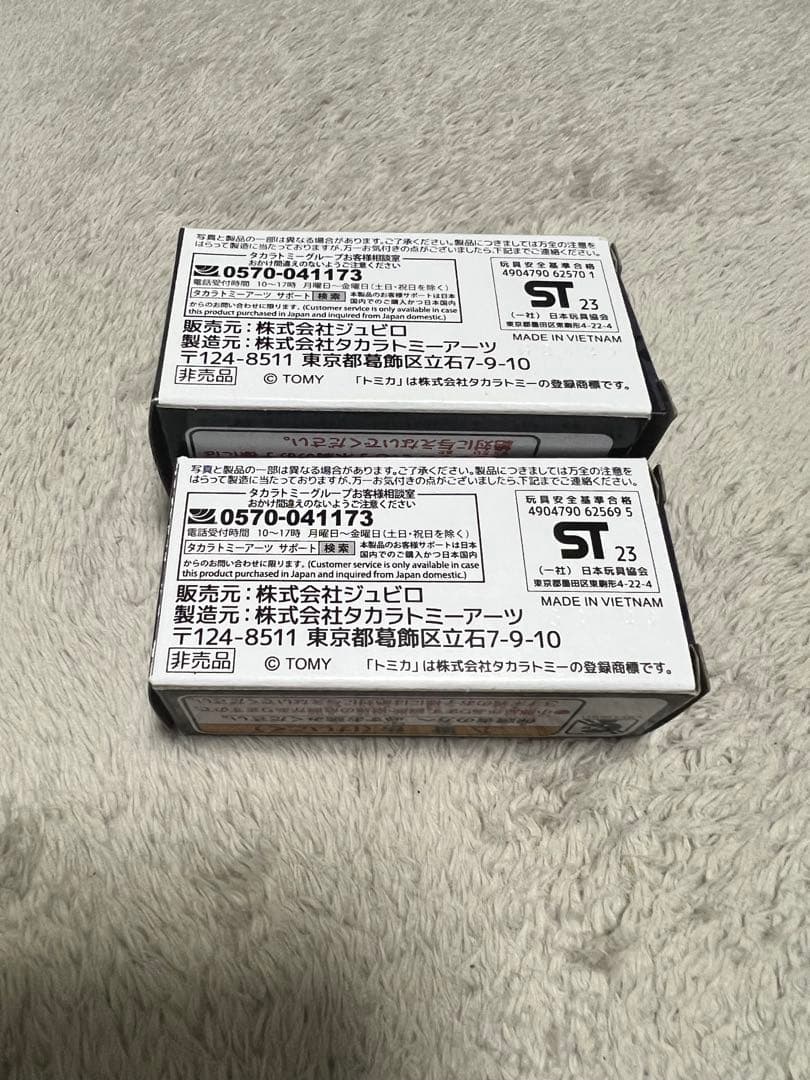 写真と製品の一部は異なる場合があります。ご了承ください。製品につきましては万全の注意を
はらって製造に当たっておりますが、万一お気付きの点がございましたら、下記までご連絡ください。
タカラトミーグループお客様相談室
おかけ間違えのないようご注意ください
0570-041173
電話受付時間 10〜17時 月曜日〜金曜日(土日・祝日を除く)
タカラトミーアーツ サポート 検索 本製品のお客様サポートは日本
国内でのご購入かつ日本国内
からのお問い合わせに限ります。(Customer service is only available in case
this product purchased in Japan and inquired from Japan domestic.)
玩具安全基準合格
4904790 62570 1
ST 23
(一社) 日本玩具協会
東京都墨田区東駒形4-22-4
MADE IN VIETNAM
販売元:株式会社ジュビロ
製造元:株式会社タカラトミーアーツ
〒124-8511 東京都葛飾区立石7-9-10
非売品 © TOMY 「トミカ」は株式会社タカラトミーの登録商標です。
絶対に与えないでください。
写真と製品の一部は異なる場合があります。ご了承ください。製品につきましては万全の注意を
はらって製造に当たっておりますが、万一お気付きの点がございましたら、下記までご連絡ください。
タカラトミーグループお客様相談室
おかけ間違えのないようご注意ください
0570-041173
電話受付時間 10〜17時 月曜日〜金曜日(土日・祝日を除く)
タカラトミーアーツ サポート 検索 本製品のお客様サポートは日本
国内でのご購入かつ日本国内
からのお問い合わせに限ります。(Customer service is only available in case
this product purchased in Japan and inquired from Japan domestic.)
玩具安全基準合格
4904790 62569 5
ST 23
(一社) 日本玩具協会
東京都墨田区東駒形4-22-4
MADE IN VIETNAM
販売元:株式会社ジュビロ
製造元:株式会社タカラトミーアーツ
〒124-8511 東京都葛飾区立石7-9-10
非売品 © TOMY 「トミカ」は株式会社タカラトミーの登録商標です。